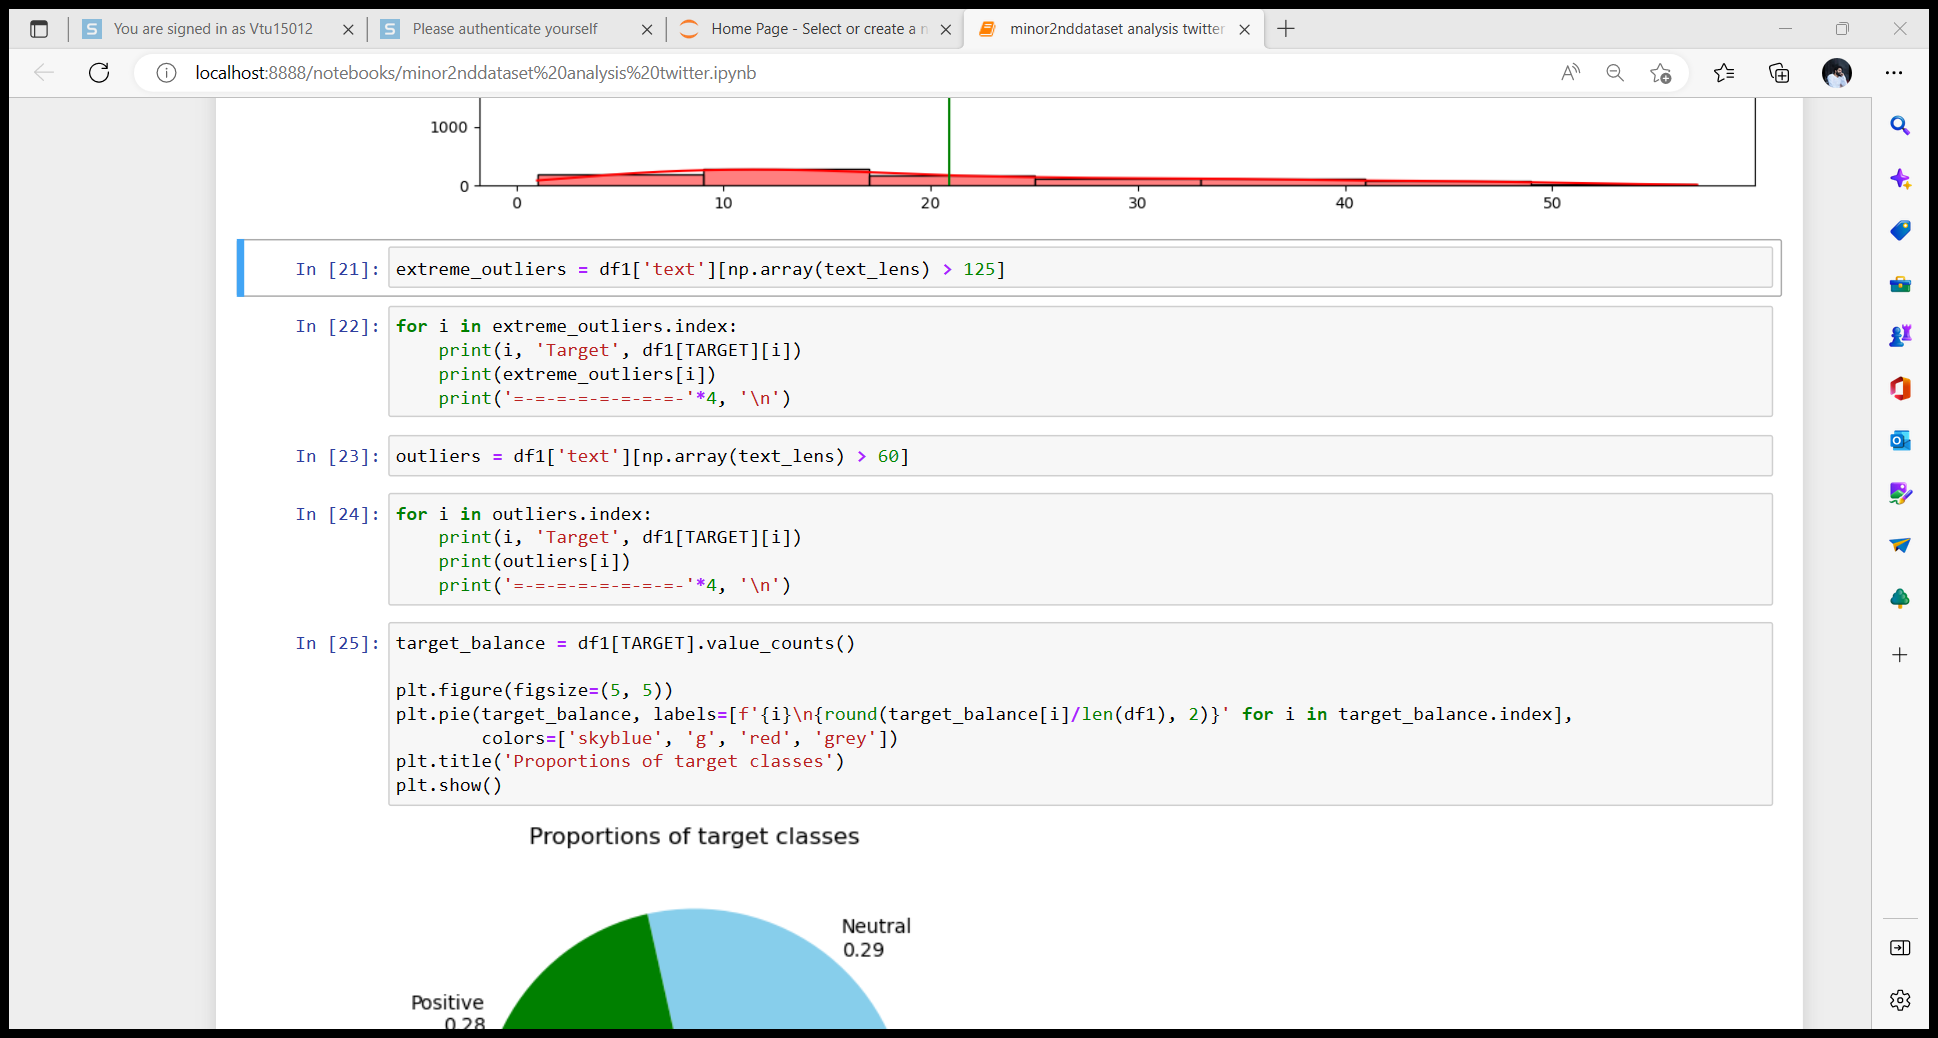 You are signed in as Vtu15012
Please authenticate yourself
Home Page - Select or create a n
minor2nddataset analysis twitter
localhost:8888/notebooks/minor2nddataset%20analysis%20twitter.ipynb
1000
0
0 10 20 30 40 50
In [21]: extreme_outliers = df1['text'][np.array(text_lens) > 125]
In [22]: for i in extreme_outliers.index:
    print(i, 'Target', df1[TARGET][i])
    print(extreme_outliers[i])
    print('=-=-=-=-=-=-=-=-'*4, '\n')
In [23]: outliers = df1['text'][np.array(text_lens) > 60]
In [24]: for i in outliers.index:
    print(i, 'Target', df1[TARGET][i])
    print(outliers[i])
    print('=-=-=-=-=-=-=-=-'*4, '\n')
In [25]: target_balance = df1[TARGET].value_counts()
plt.figure(figsize=(5, 5))
plt.pie(target_balance, labels=[f'{i}\n{round(target_balance[i]/len(df1), 2)}' for i in target_balance.index],
        colors=['skyblue', 'g', 'red', 'grey'])
plt.title('Proportions of target classes')
plt.show()
Proportions of target classes
Neutral
0.29
Positive
0.28